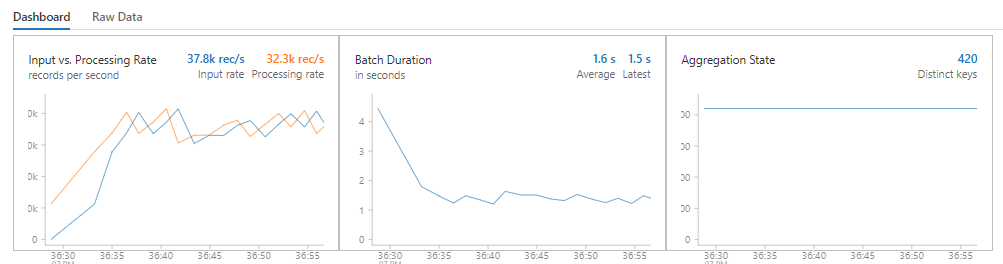 Dashboard Raw Data
Input vs. Processing Rate 37.8k rec/s 32.3k rec/s
records per second Input rate Processing rate
0k
0k
0k
0k
0
36:30 36:35 36:40 36:45 36:50 36:55
Batch Duration 1.6 s 1.5 s
in seconds Average Latest
4
3
2
1
0
36:30 36:35 36:40 36:45 36:50 36:55
Aggregation State 420
Distinct keys
00
00
00
00
0
36:30 36:35 36:40 36:45 36:50 36:55